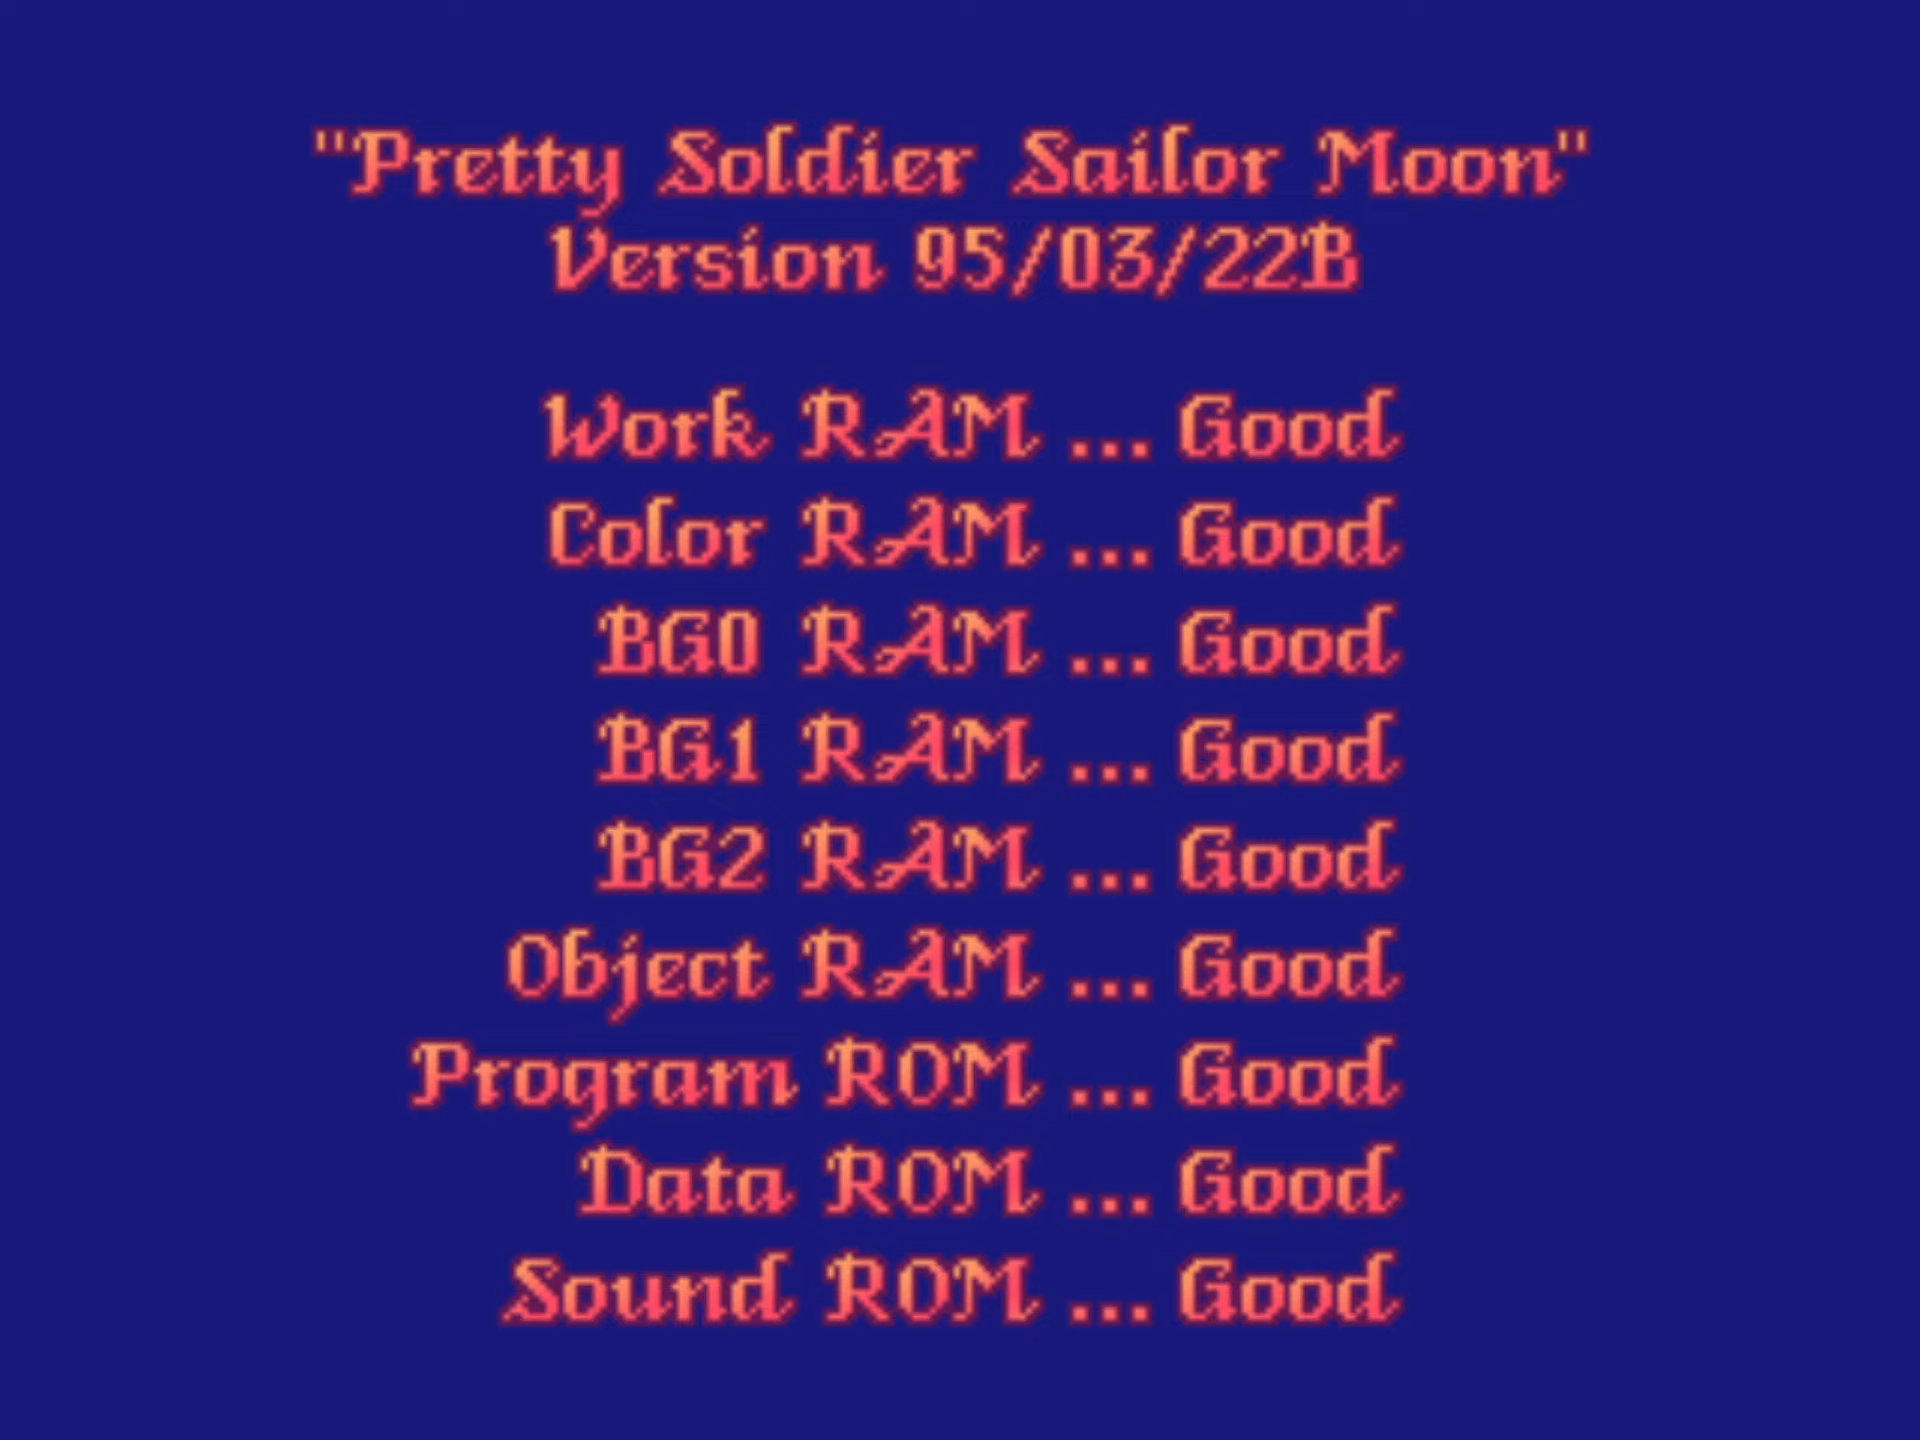 "Pretty Soldier Sailor Moon"
Version 95/03/22B
Work RAM ... Good
Color RAM ... Good
BG0 RAM ... Good
BG1 RAM ... Good
BG2 RAM ... Good
Object RAM ... Good
Program ROM ... Good
Data ROM ... Good
Sound ROM ... Good